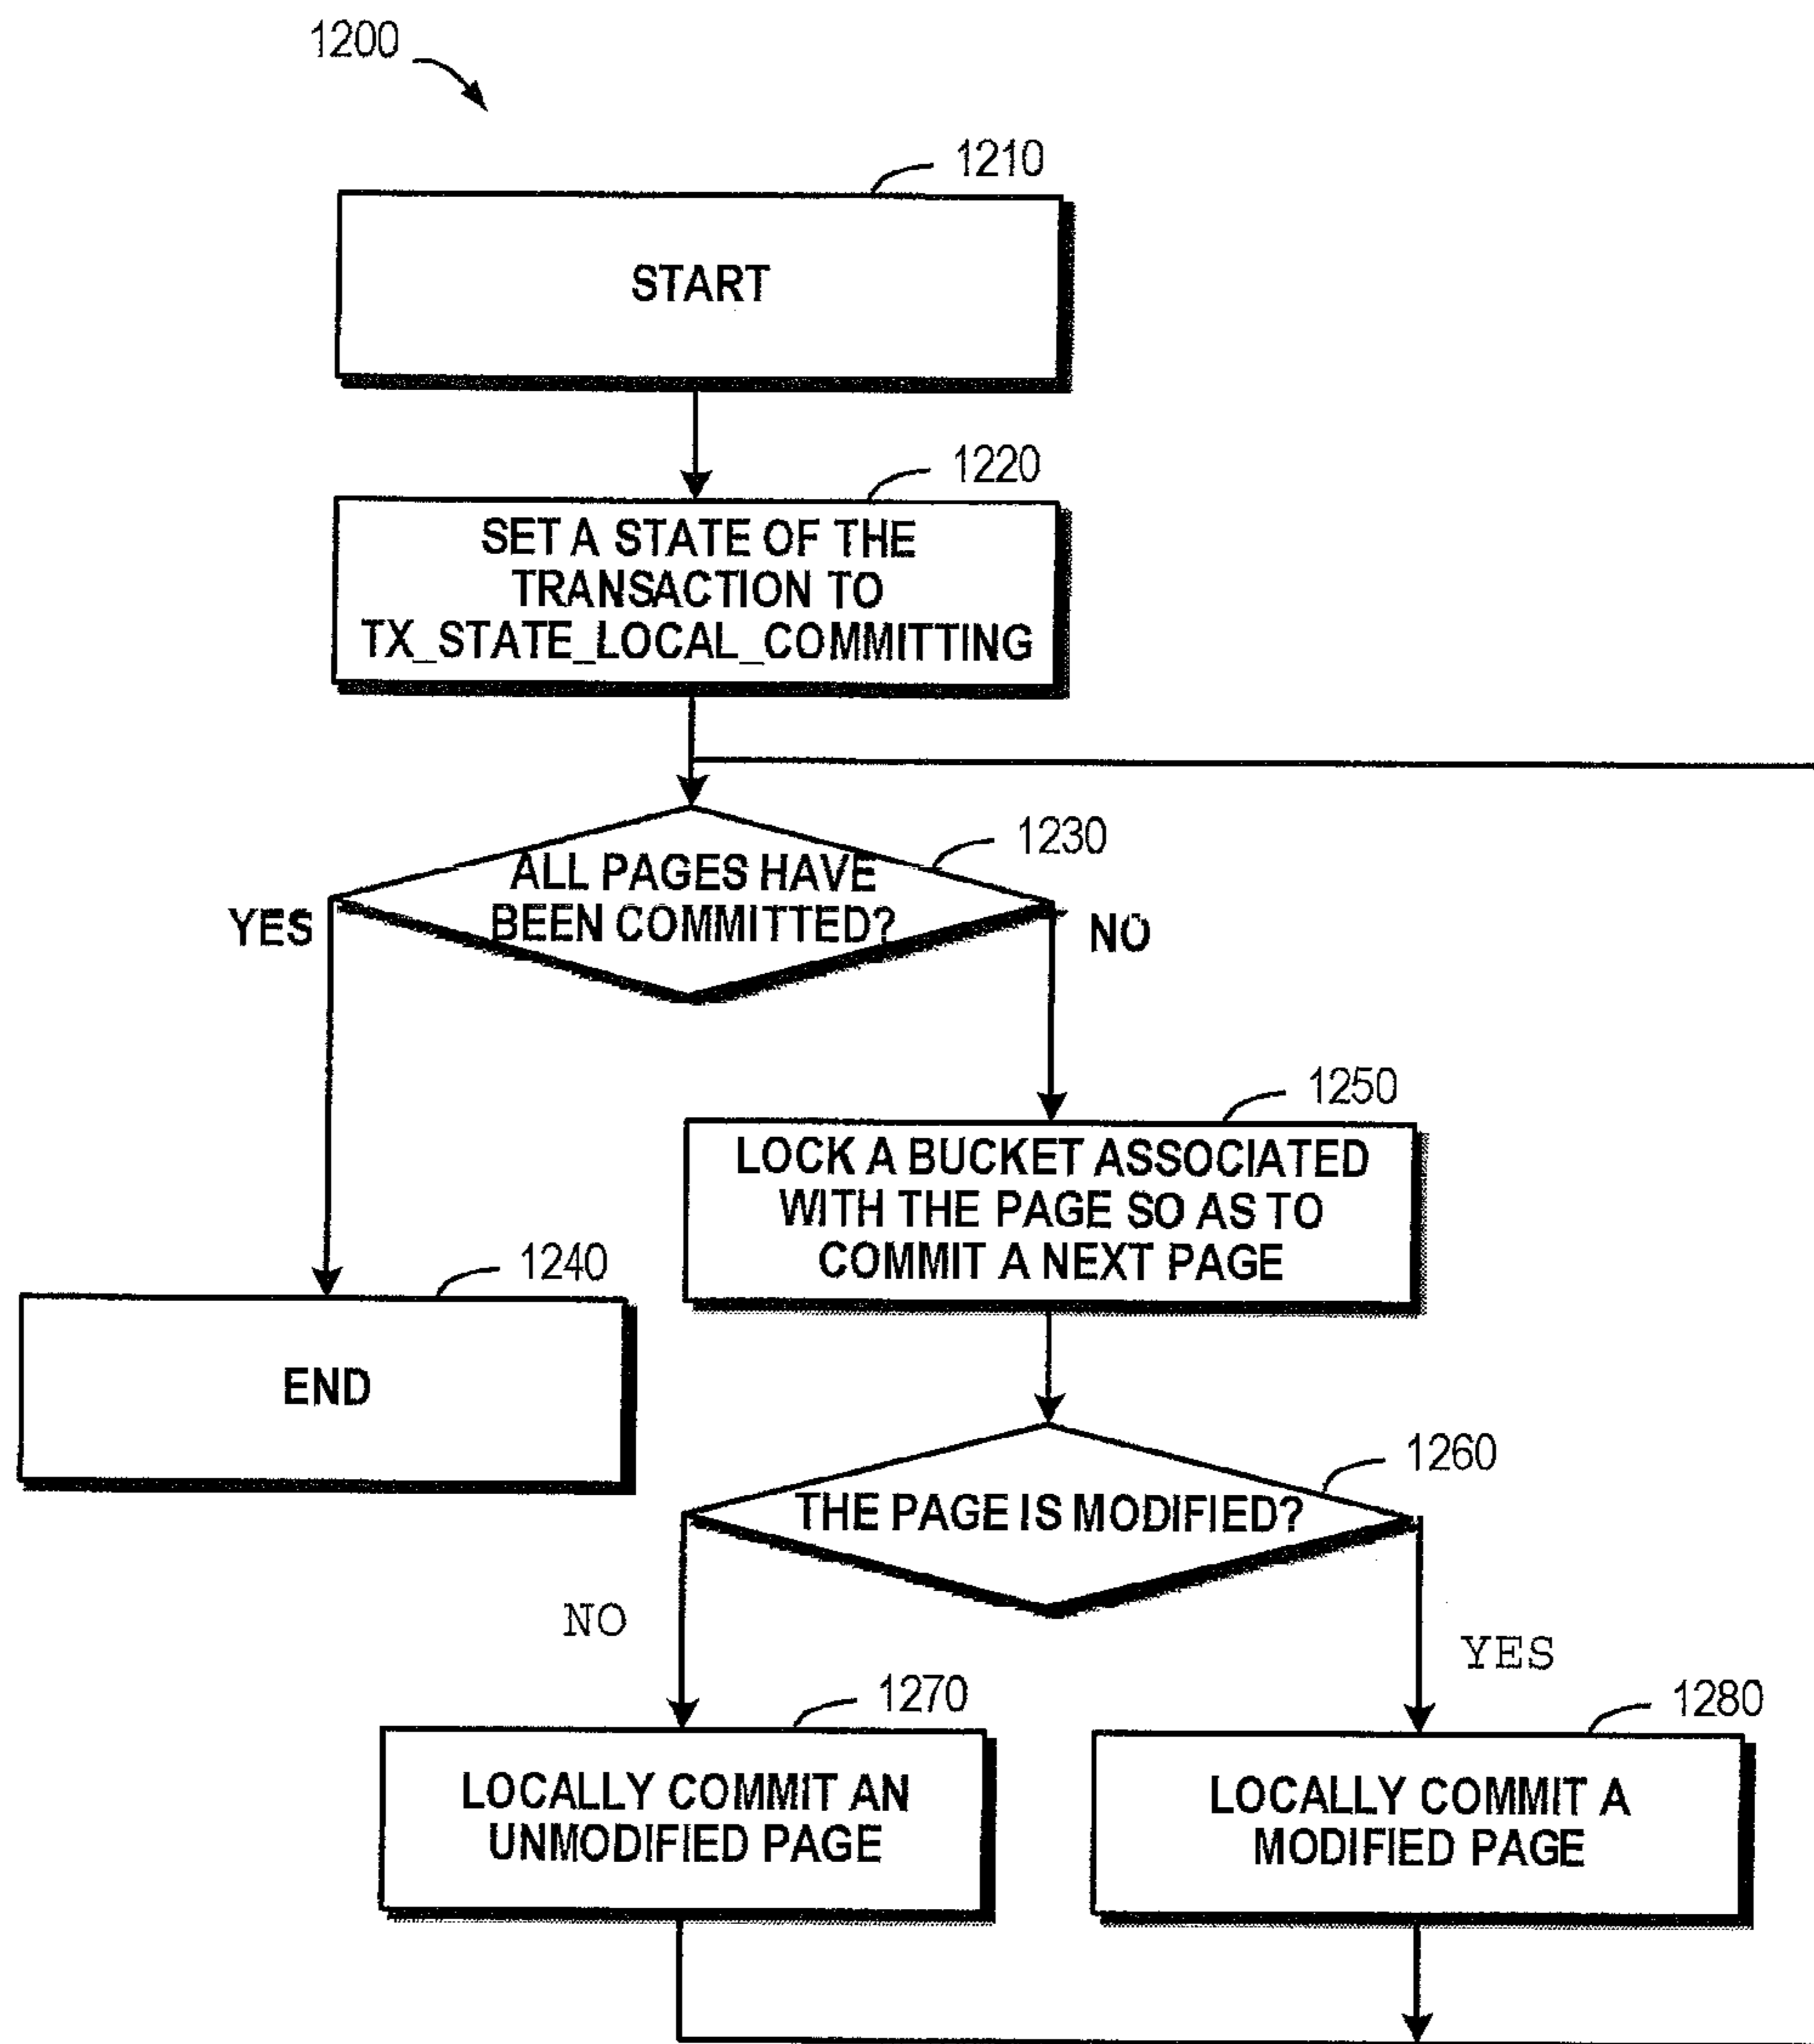 1200
1210
START
1220
SET A STATE OF THE
TRANSACTION TO
TX_STATE_LOCAL_COMMITTING
1230
ALL PAGES HAVE
BEEN COMMITTED?
YES
NO
1250
LOCK A BUCKET ASSOCIATED
WITH THE PAGE SO AS TO
COMMIT A NEXT PAGE
1240
END
1260
THE PAGE IS MODIFIED?
NO
YES
1270
LOCALLY COMMIT AN
UNMODIFIED PAGE
1280
LOCALLY COMMIT A
MODIFIED PAGE